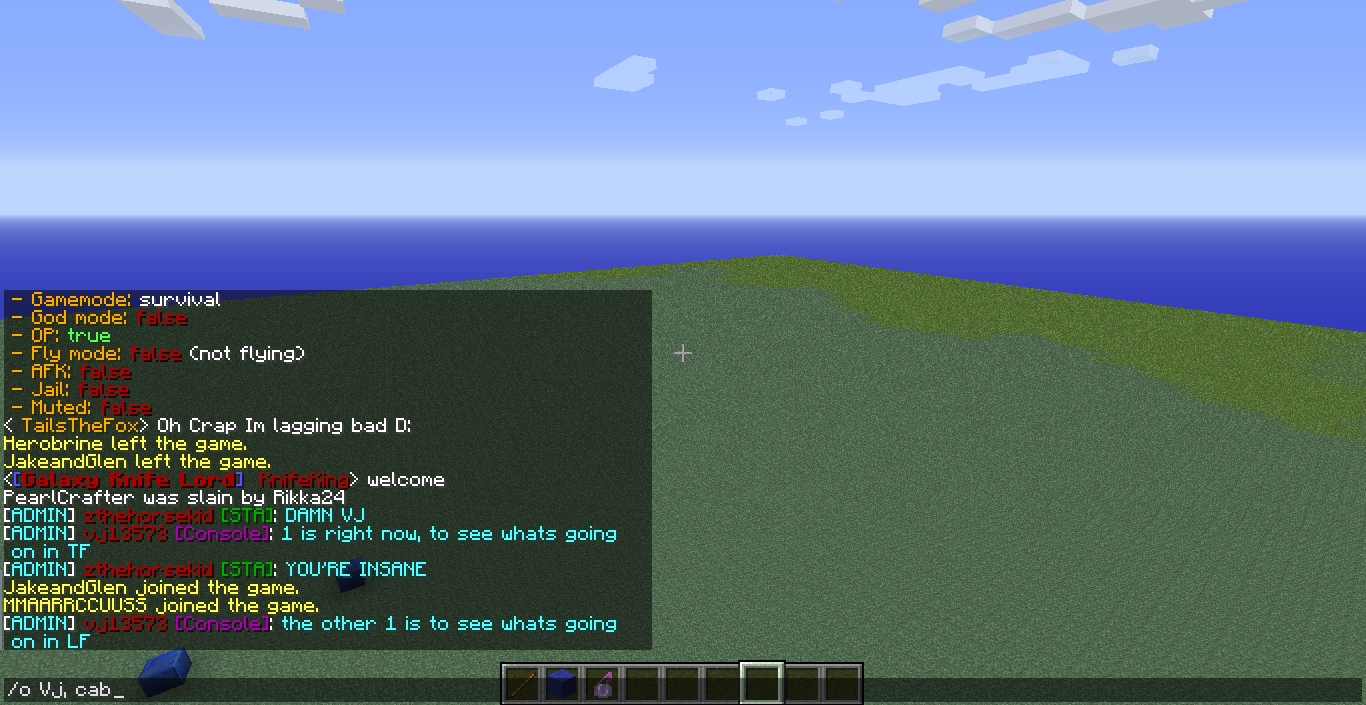 - Gamemode: survival
- God mode: false
- OP: true
- Fly mode: false (not flying)
- AFK: false
- Jail: false
- Muted: false
< TailsTheFox> Oh Crap Im lagging bad D:
Herobrine left the game.
JakeandGlen left the game.
<[Galaxy Knife Lord] KnifeKing> welcome
PearlCrafter was slain by Rikka24
[ADMIN] zthehorsekid [STA]: DAMN VJ
[ADMIN] vj13573 [Console]: 1 is right now, to see whats going
on in TF
[ADMIN] zthehorsekid [STA]: YOU'RE INSANE
JakeandGlen joined the game.
MMAARRCCUUSS joined the game.
[ADMIN] vj13573 [Console]: the other 1 is to see whats going
on in LF
/o Vj, cab_